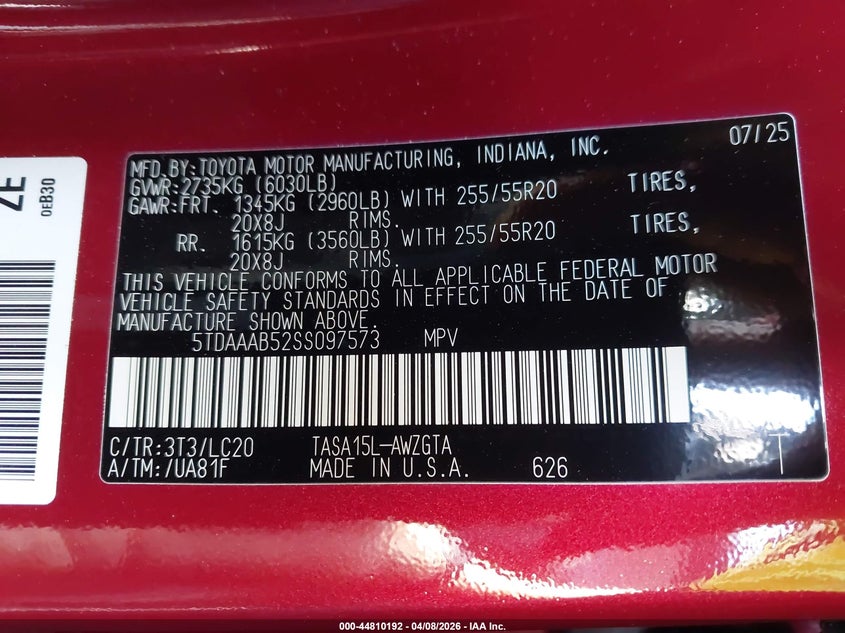 07/25
MFD.BY:TOYOTA MOTOR MANUFACTURING, INDIANA, INC.
GVWR:2735KG (6030LB)
GAWR:FRT. 1345KG (2960LB) WITH 255/55R20 TIRES,
20X8J RIMS.
RR. 1615KG (3560LB) WITH 255/55R20 TIRES,
20X8J RIMS.
THIS VEHICLE CONFORMS TO ALL APPLICABLE FEDERAL MOTOR
VEHICLE SAFETY STANDARDS IN EFFECT ON THE DATE OF
MANUFACTURE SHOWN ABOVE.
5TDAAAB52SS097573 MPV
C/TR:3T3/LC20 TASA15L-AWZGTA
A/TM:/UA81F MADE IN U.S.A. 626 T
ZE
0EB30
000-44810192 - 04/08/2026 - IAA Inc.